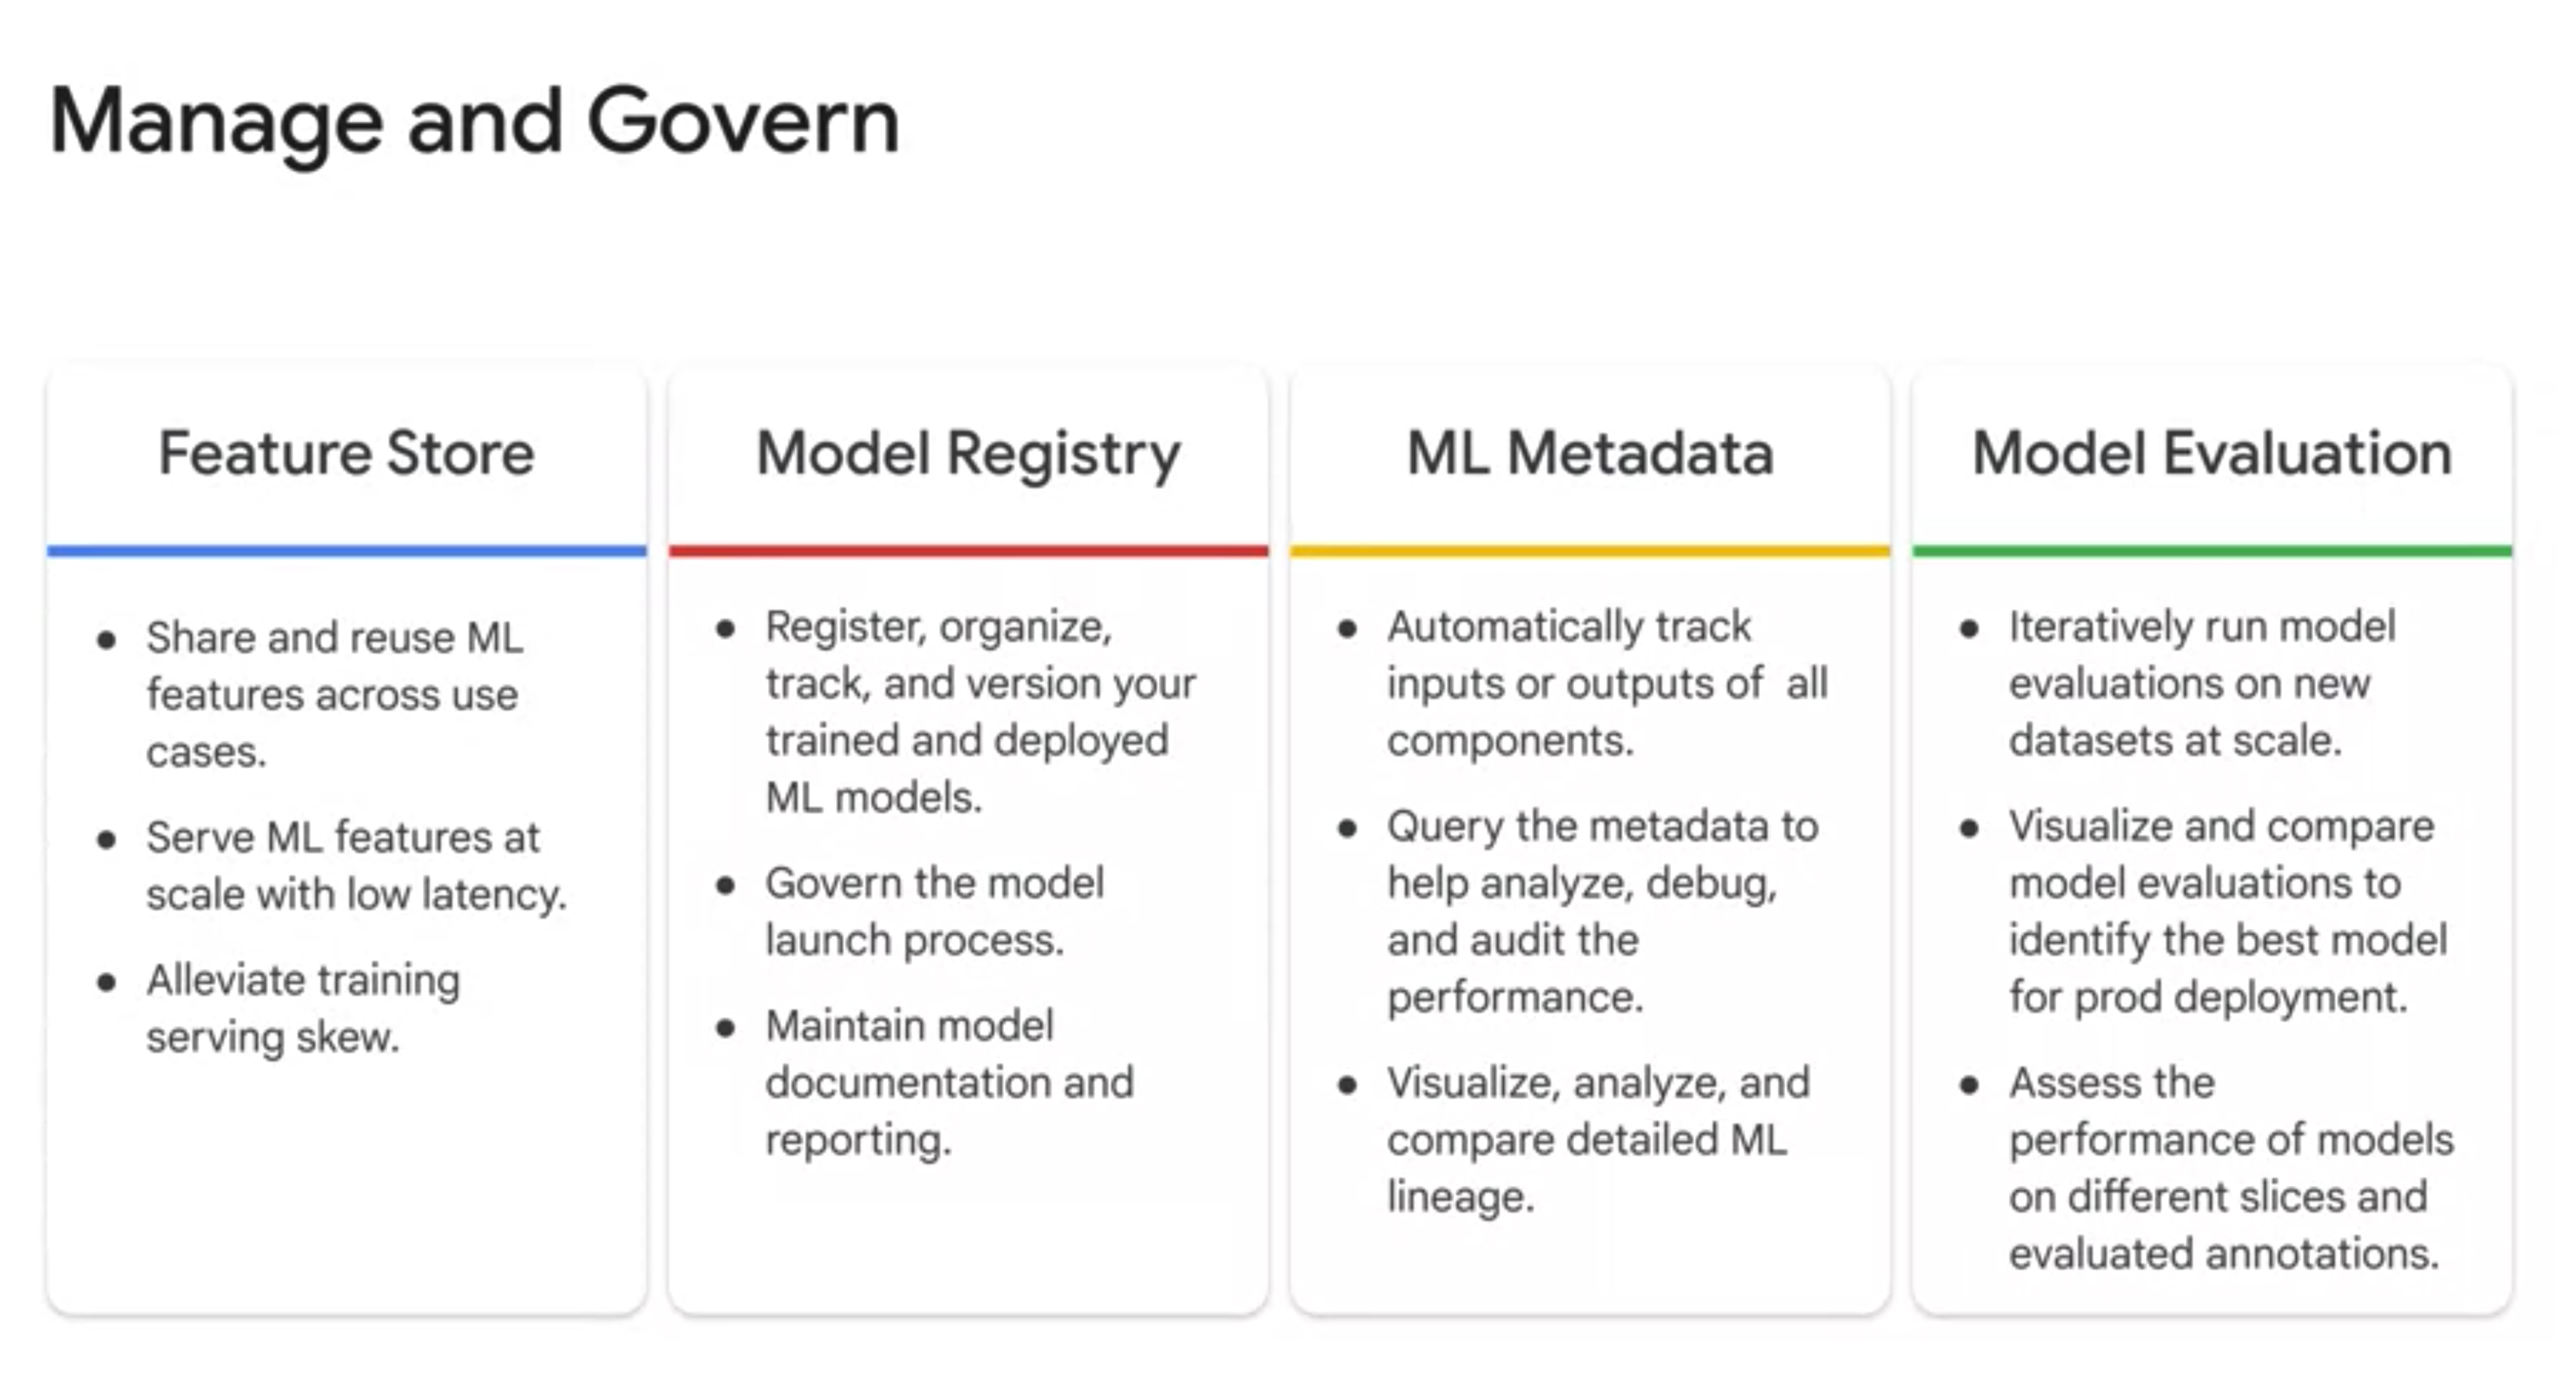 Manage and Govern
Feature Store
● Share and reuse ML
features across use
cases.
● Serve ML features at
scale with low latency.
● Alleviate training
serving skew.
Model Registry
● Register, organize,
track, and version your
trained and deployed
ML models.
● Govern the model
launch process.
● Maintain model
documentation and
reporting.
ML Metadata
● Automatically track
inputs or outputs of  all
components.
● Query the metadata to
help analyze, debug,
and audit the
performance.
● Visualize, analyze, and
compare detailed ML
lineage.
Model Evaluation
● Iteratively run model
evaluations on new
datasets at scale.
● Visualize and compare
model evaluations to
identify the best model
for prod deployment.
● Assess the
performance of models
on different slices and
evaluated annotations.